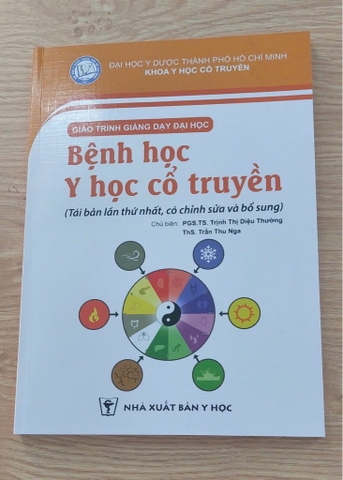 ĐẠI HỌC Y DƯỢC THÀNH PHỐ HỒ CHÍ MINH
KHOA Y HỌC CỔ TRUYỀN
GIÁO TRÌNH GIẢNG DẠY ĐẠI HỌC
Bệnh học
Y học cổ truyền
(Tái bản lần thứ nhất, có chỉnh sửa và bổ sung)
Chủ biên: PGS.TS. Trịnh Thị Diệu Thường
ThS. Trần Thu Nga
NHÀ XUẤT BẢN Y HỌC